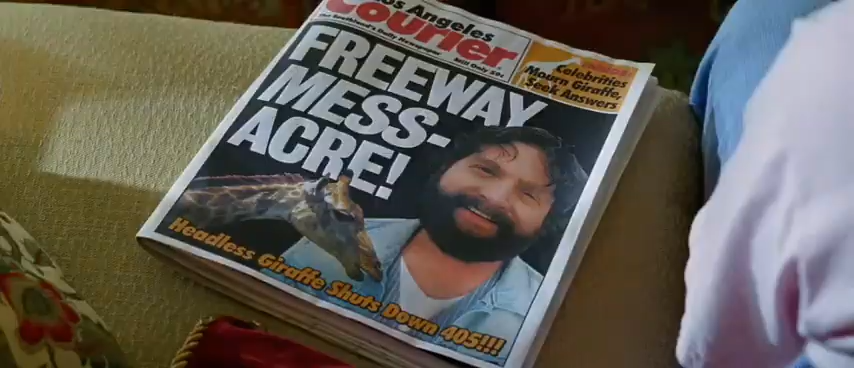 Los Angeles
Courier
The Southland's Daily Newspaper
Still Only 50¢
Celebrities
Mourn Giraffe,
Seek Answers
FREEWAY
MESS-
ACRE!
Headless Giraffe Shuts Down 405!!!